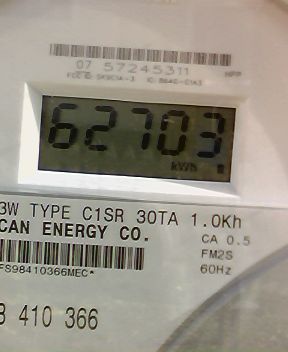 07 57245311
62703
kWh
3W TYPE C1SR 30TA 1.0Kh
CAN ENERGY CO.
CA 0.5
FM2S
60Hz
FS98410366MEC*
8 410 366